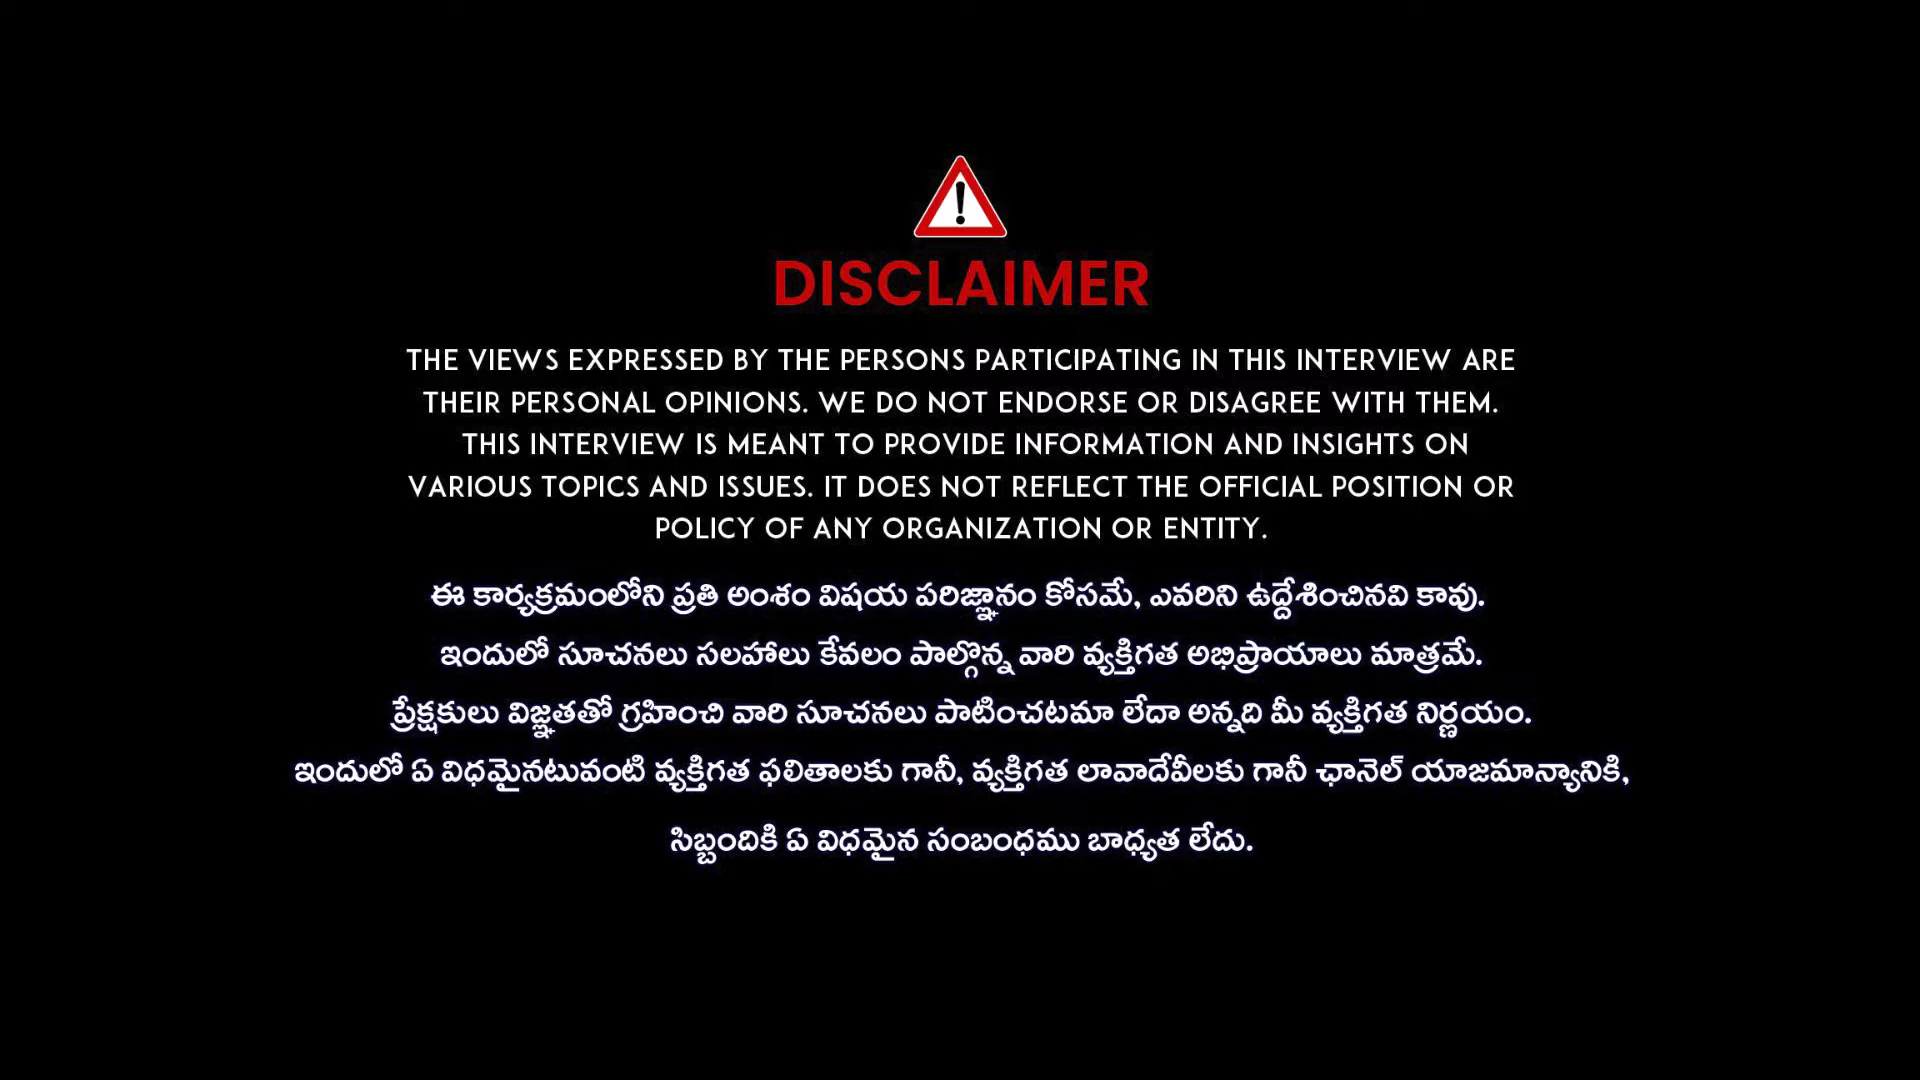 DISCLAIMER
THE VIEWS EXPRESSED BY THE PERSONS PARTICIPATING IN THIS INTERVIEW ARE
THEIR PERSONAL OPINIONS. WE DO NOT ENDORSE OR DISAGREE WITH THEM.
THIS INTERVIEW IS MEANT TO PROVIDE INFORMATION AND INSIGHTS ON
VARIOUS TOPICS AND ISSUES. IT DOES NOT REFLECT THE OFFICIAL POSITION OR
POLICY OF ANY ORGANIZATION OR ENTITY.
ఈ కార్యక్రమంలోని ప్రతి అంశం విషయ పరిజ్ఞానం కోసమే, ఎవరిని ఉద్దేశించినవి కావు.
ఇందులో సూచనలు సలహాలు కేవలం పాల్గొన్న వారి వ్యక్తిగత అభిప్రాయాలు మాత్రమే.
ప్రేక్షకులు విజ్ఞతతో గ్రహించి వారి సూచనలు పాటించటమా లేదా అన్నది మీ వ్యక్తిగత నిర్ణయం.
ఇందులో ఏ విధమైనటువంటి వ్యక్తిగత ఫలితాలకు గానీ, వ్యక్తిగత లావాదేవీలకు గానీ ఛానెల్ యాజమాన్యానికి,
సిబ్బందికి ఏ విధమైన సంబంధము బాధ్యత లేదు.